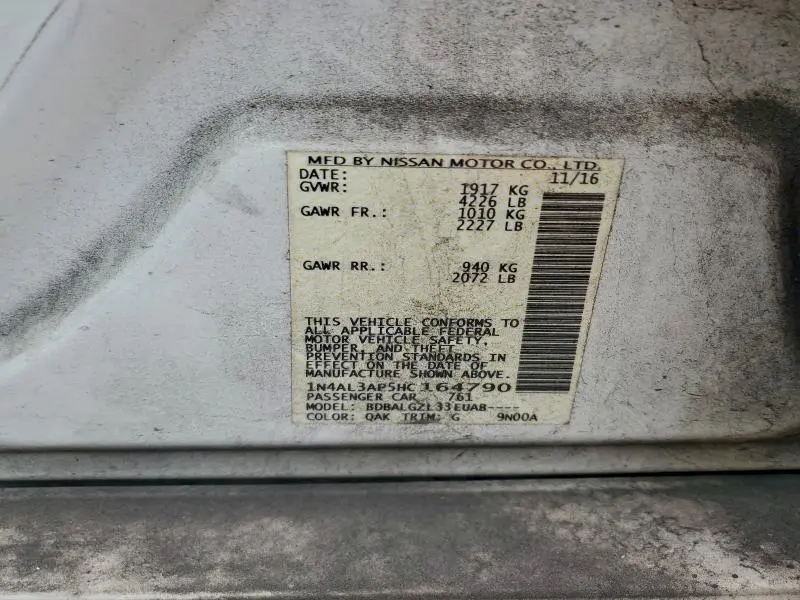 MFD BY NISSAN MOTOR CO., LTD.
DATE: 11/16
GVWR: 1917 KG
4226 LB
GAWR FR.: 1010 KG
2227 LB
GAWR RR.: 940 KG
2072 LB
THIS VEHICLE CONFORMS TO
ALL APPLICABLE FEDERAL
MOTOR VEHICLE SAFETY,
BUMPER, AND THEFT
PREVENTION STANDARDS IN
EFFECT ON THE DATE OF
MANUFACTURE SHOWN ABOVE.
1N4AL3AP5HC164790
PASSENGER CAR 761
MODEL: BDBALGZL33EUAB----
COLOR: QAK TRIM: G 9N00A